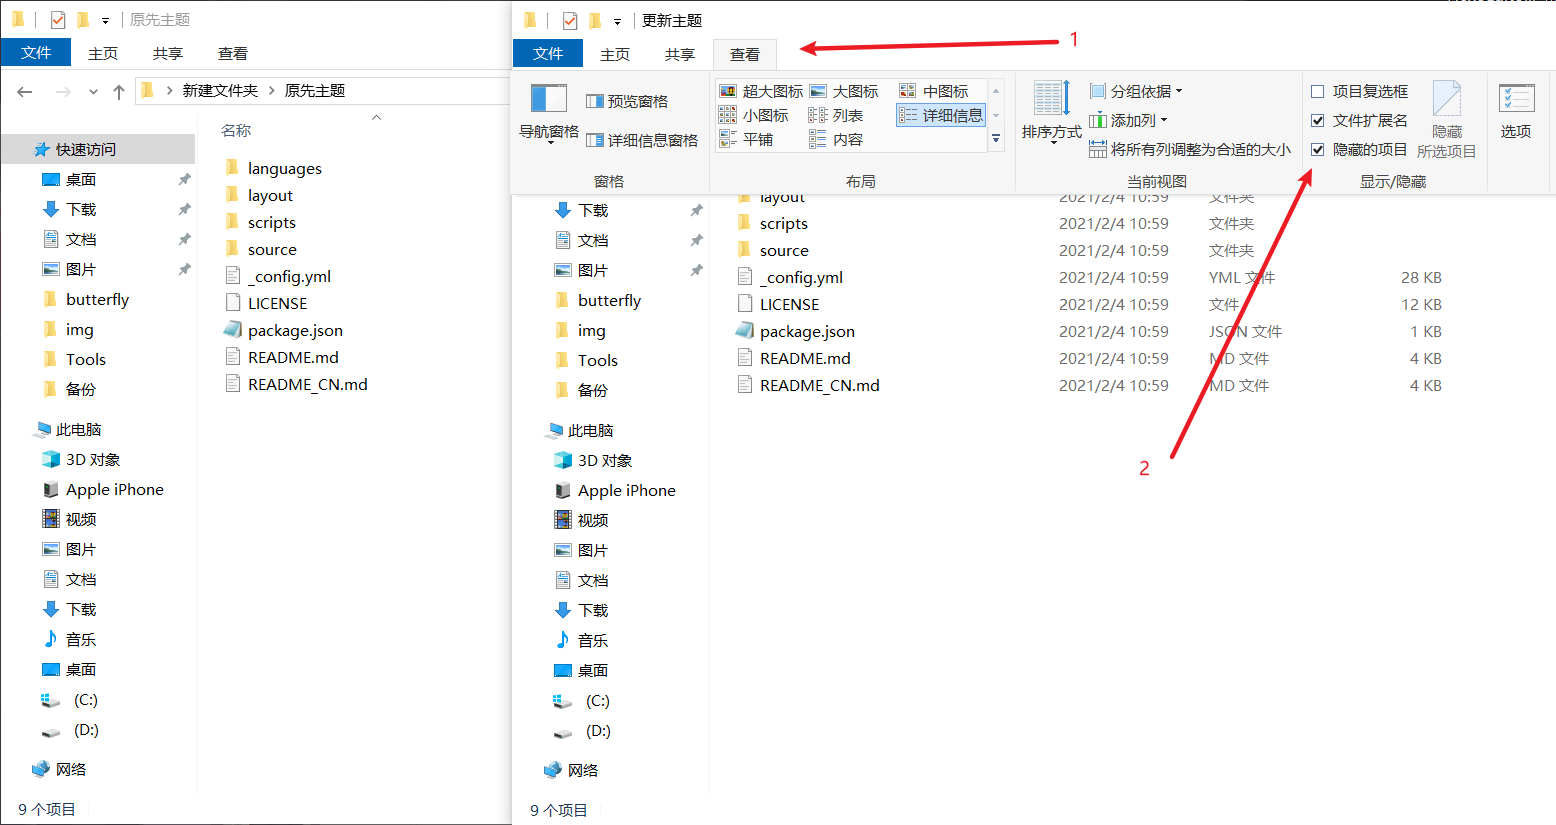 原先主题
文件 主页 共享 查看
新建文件夹 原先主题
名称
快速访问
桌面
下载
文档
图片
butterfly
img
Tools
备份
此电脑
3D 对象
Apple iPhone
视频
图片
文档
下载
音乐
桌面
(C:)
(D:)
网络
languages
layout
scripts
source
_config.yml
LICENSE
package.json
README.md
README_CN.md
9 个项目
更新主题
文件 主页 共享 查看
1
导航窗格
预览窗格
详细信息窗格
窗格
超大图标 大图标 中图标
小图标 列表 详细信息
平铺 内容
布局
排序方式
分组依据
添加列
将所有列调整为合适的大小
当前视图
项目复选框
文件扩展名
隐藏的项目
隐藏
所选项目
显示/隐藏
选项
下载
文档
图片
butterfly
img
Tools
备份
此电脑
3D 对象
Apple iPhone
视频
图片
文档
下载
音乐
桌面
(C:)
(D:)
网络
layout 2021/2/4 10:59 文件夹
scripts 2021/2/4 10:59 文件夹
source 2021/2/4 10:59 文件夹
_config.yml 2021/2/4 10:59 YML 文件 28 KB
LICENSE 2021/2/4 10:59 文件 12 KB
package.json 2021/2/4 10:59 JSON 文件 1 KB
README.md 2021/2/4 10:59 MD 文件 4 KB
README_CN.md 2021/2/4 10:59 MD 文件 4 KB
2
9 个项目